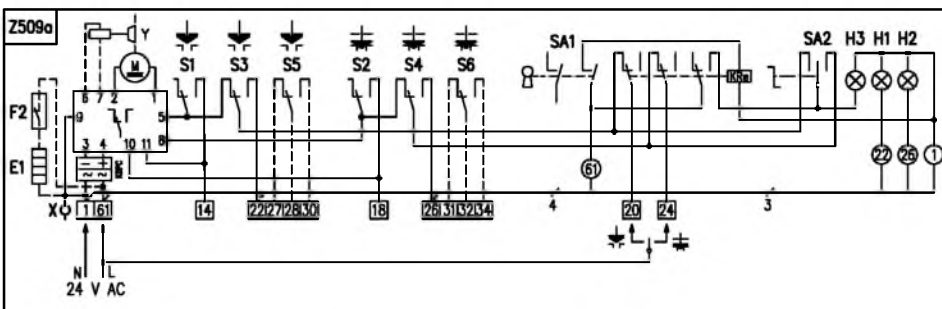 Z509a
Y
M
S1 S3 S5 S2 S4 S6 SA1 SA2 H3 H1 H2
KRe
6 7 2 1
F2
9 5
8
3 4 10 11
E1
61 22 26 1
X 1 61 14 22 27 28 30 18 26 31 32 34 4 20 24 3
N L
24 V AC